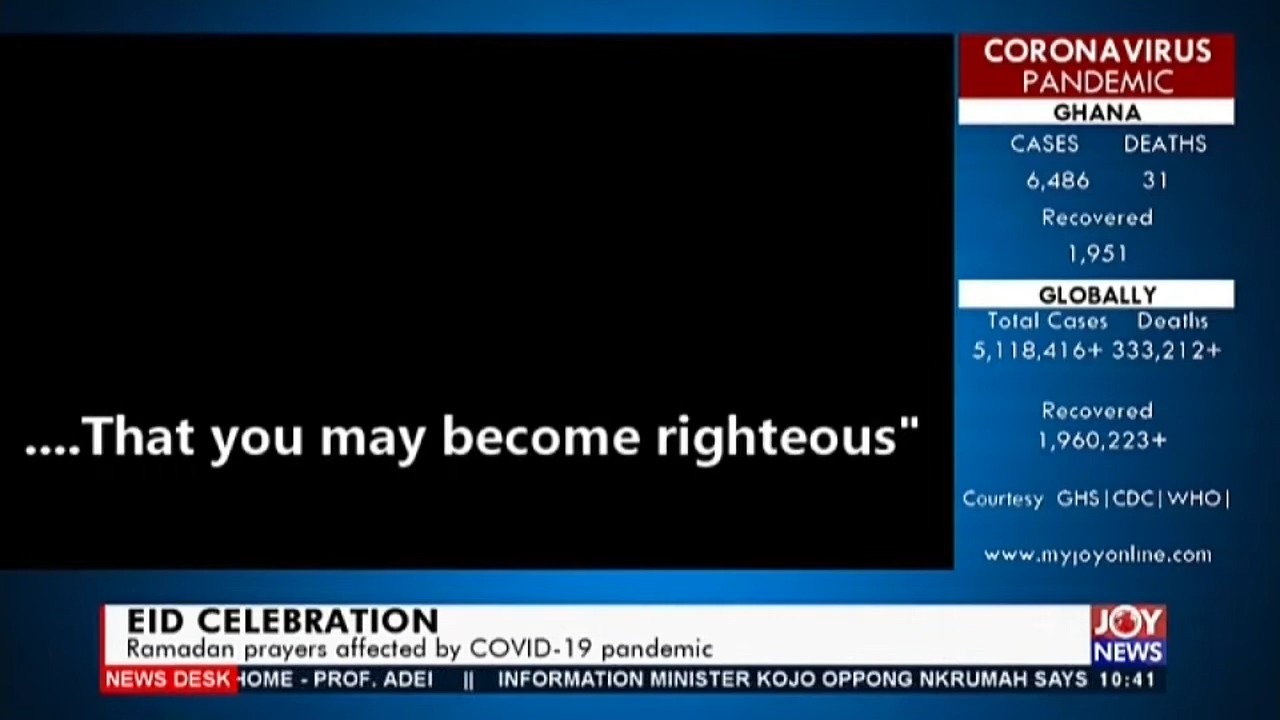 CORONAVIRUS
PANDEMIC
GHANA
CASES DEATHS
6,486 31
Recovered
1,951
GLOBALLY
Total Cases Deaths
5,118,416+ 333,212+
Recovered
1,960,223+
Courtesy GHS|CDC|WHO|
www.myjoyonline.com
....That you may become righteous"
EID CELEBRATION
Ramadan prayers affected by COVID-19 pandemic
JOY
NEWS
NEWS DESK HOME - PROF. ADEI || INFORMATION MINISTER KOJO OPPONG NKRUMAH SAYS 10:41